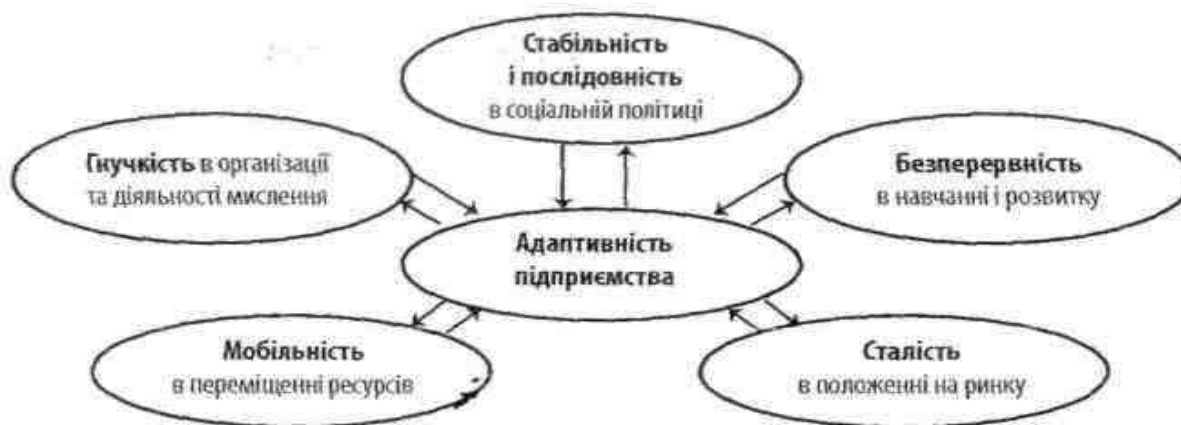 Стабільність
і послідовність
в соціальній політиці
Гнучкість в організації
та діяльності мислення
Безперервність
в навчанні і розвитку
Адаптивність
підприємства
Мобільність
в переміщенні ресурсів
Сталість
в положенні на ринку